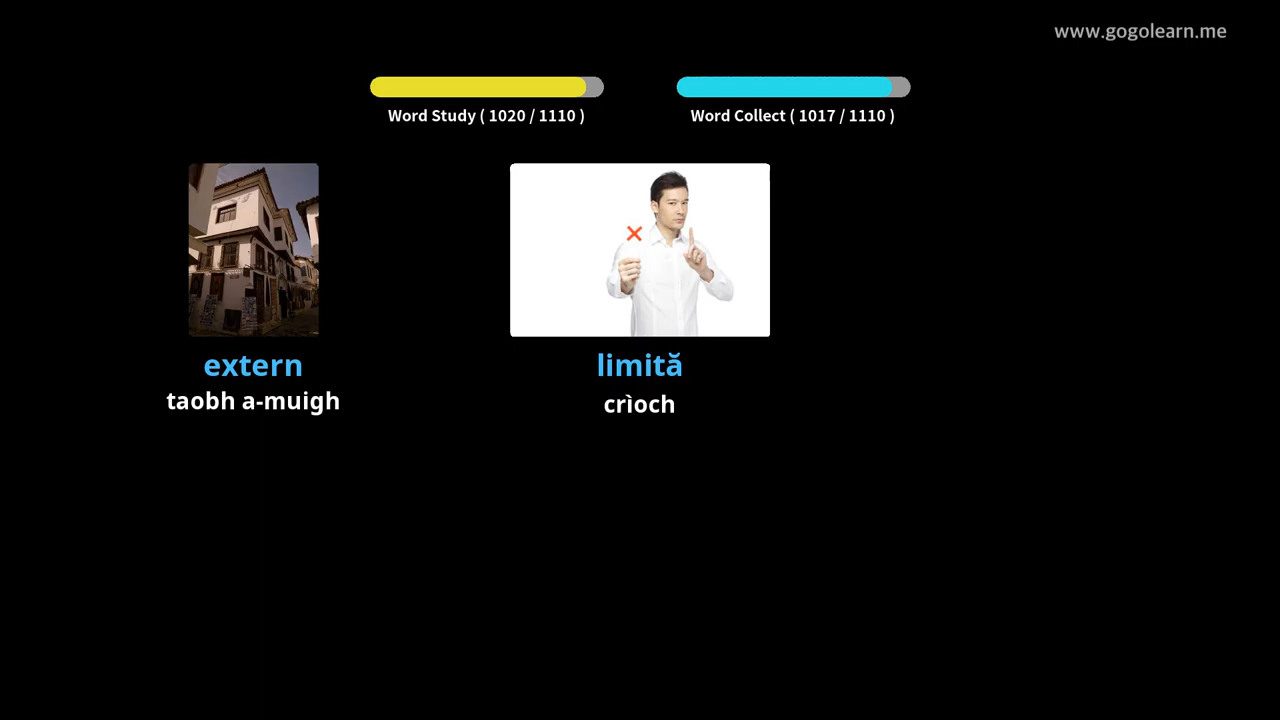 www.gogolearn.me
Word Study ( 1020 / 1110 )
Word Collect ( 1017 / 1110 )
extern
taobh a-muigh
limită
crìoch